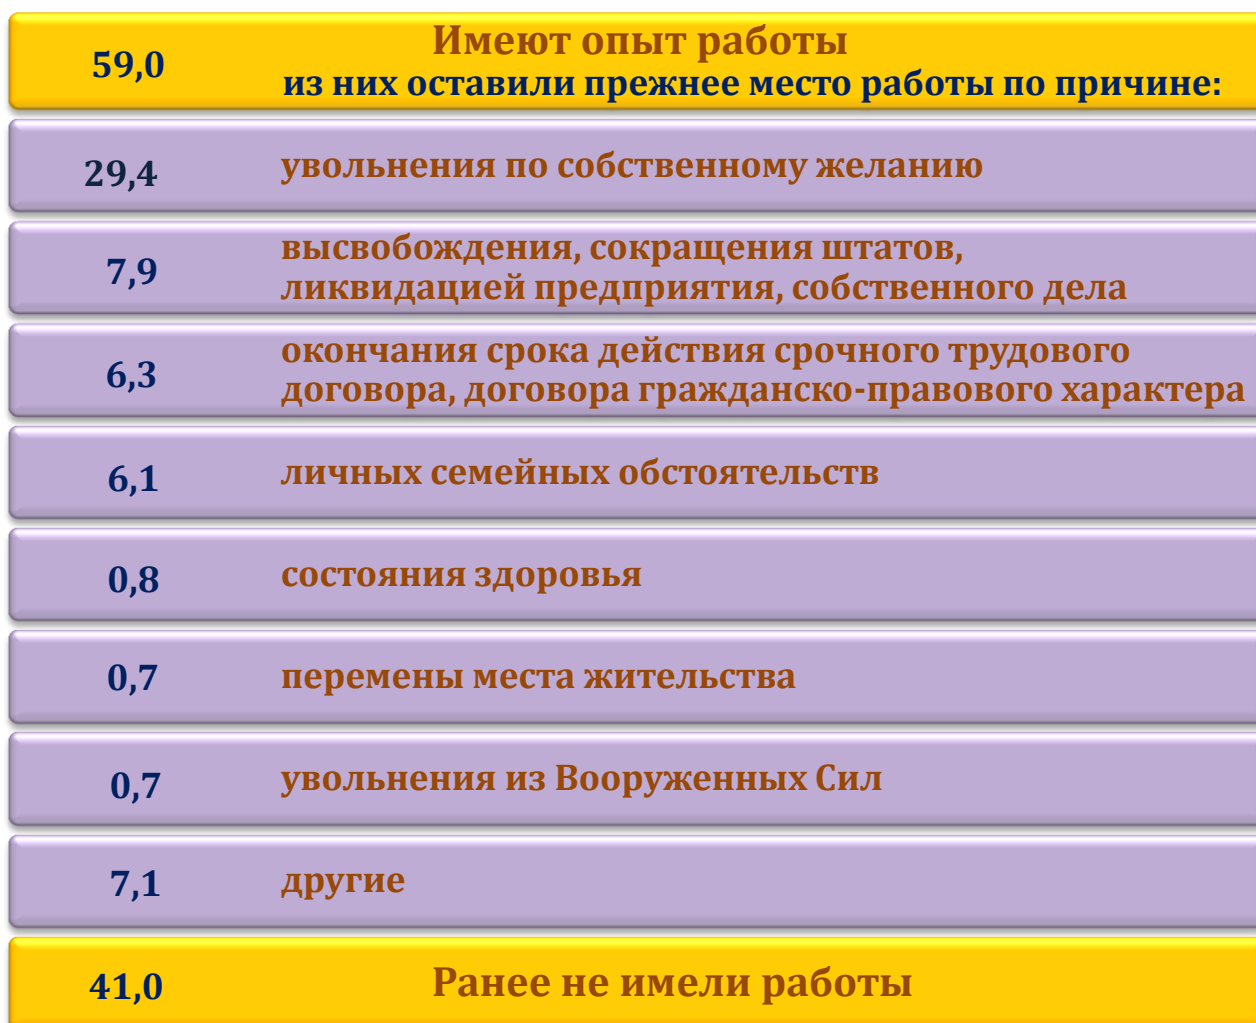 59,0
Имеют опыт работы
из них оставили прежнее место работы по причине:
29,4
увольнения по собственному желанию
7,9
высвобождения, сокращения штатов,
ликвидацией предприятия, собственного дела
6,3
окончания срока действия срочного трудового
договора, договора гражданско-правового характера
6,1
личных семейных обстоятельств
0,8
состояния здоровья
0,7
перемены места жительства
0,7
увольнения из Вооруженных Сил
7,1
другие
41,0
Ранее не имели работы